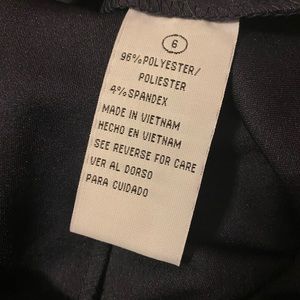 6
96% POLYESTER/
POLIESTER
4% SPANDEX
MADE IN VIETNAM
HECHO EN VIETNAM
SEE REVERSE FOR CARE
VER AL DORSO
PARA CUIDADO